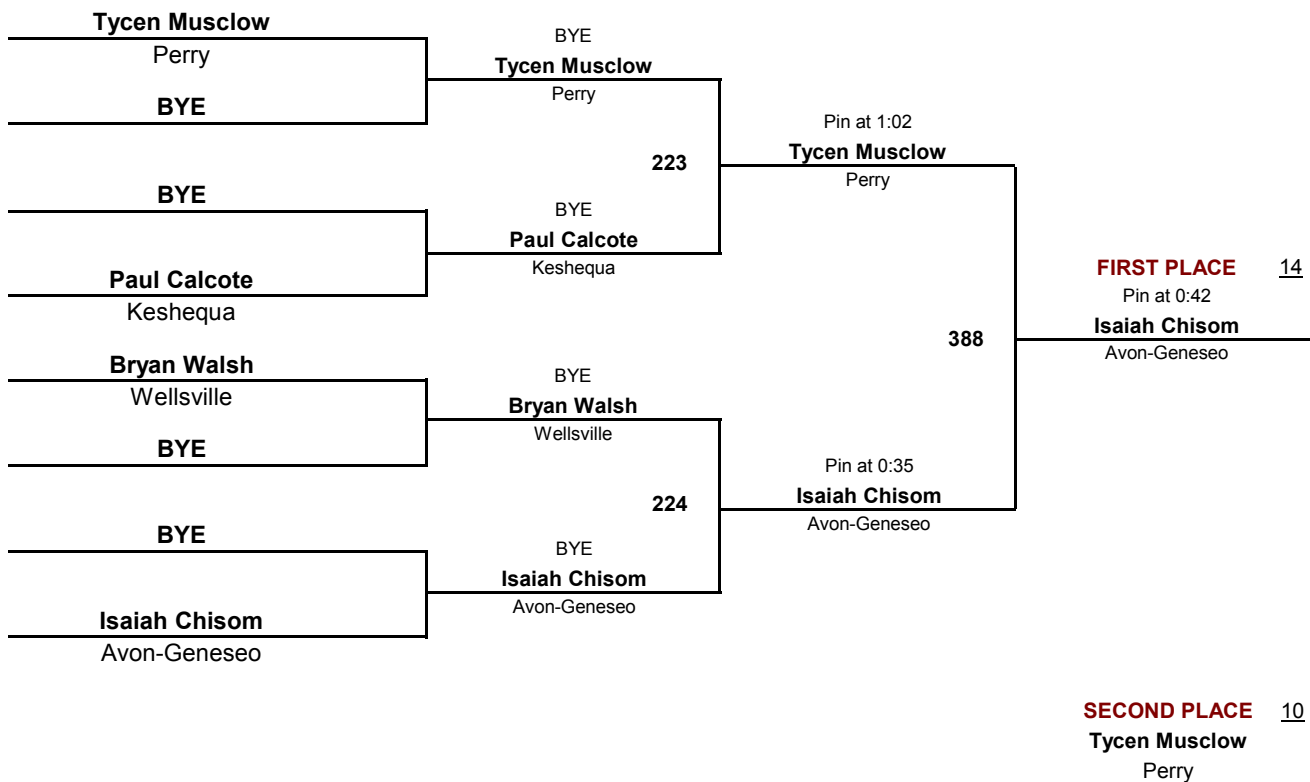 Tycen Musclow
Perry
BYE
BYE
Paul Calcote
Keshequa
Bryan Walsh
Wellsville
BYE
BYE
Isaiah Chisom
Avon-Geneseo
BYE
Tycen Musclow
Perry
223
BYE
Paul Calcote
Keshequa
BYE
Bryan Walsh
Wellsville
224
BYE
Isaiah Chisom
Avon-Geneseo
Pin at 1:02
Tycen Musclow
Perry
388
Pin at 0:35
Isaiah Chisom
Avon-Geneseo
FIRST PLACE 14
Pin at 0:42
Isaiah Chisom
Avon-Geneseo
SECOND PLACE 10
Tycen Musclow
Perry